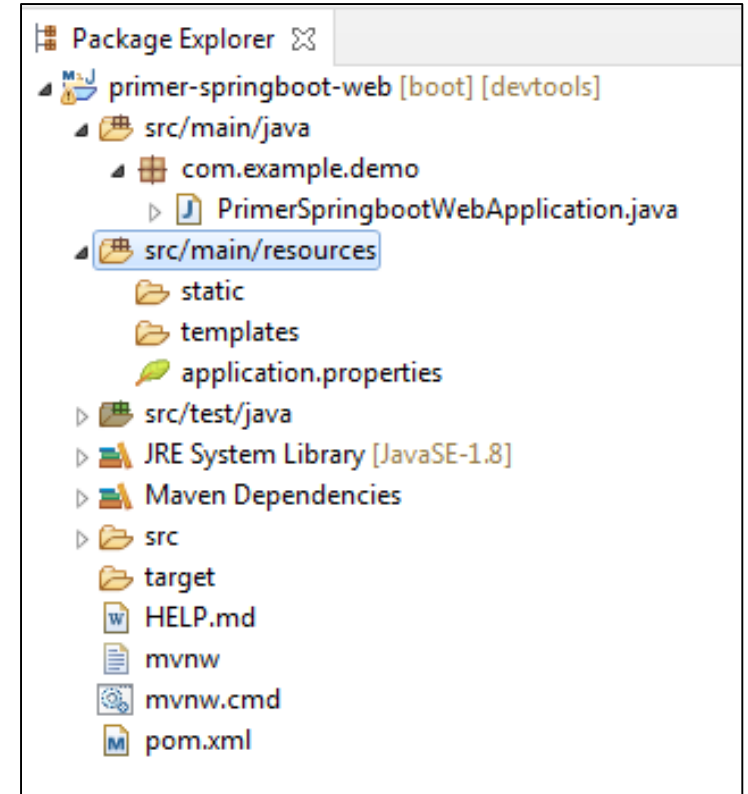 Package Explorer
primer-springboot-web [boot] [devtools]
src/main/java
com.example.demo
PrimerSpringbootWebApplication.java
src/main/resources
static
templates
application.properties
src/test/java
JRE System Library [JavaSE-1.8]
Maven Dependencies
src
target
HELP.md
mvnw
mvnw.cmd
pom.xml